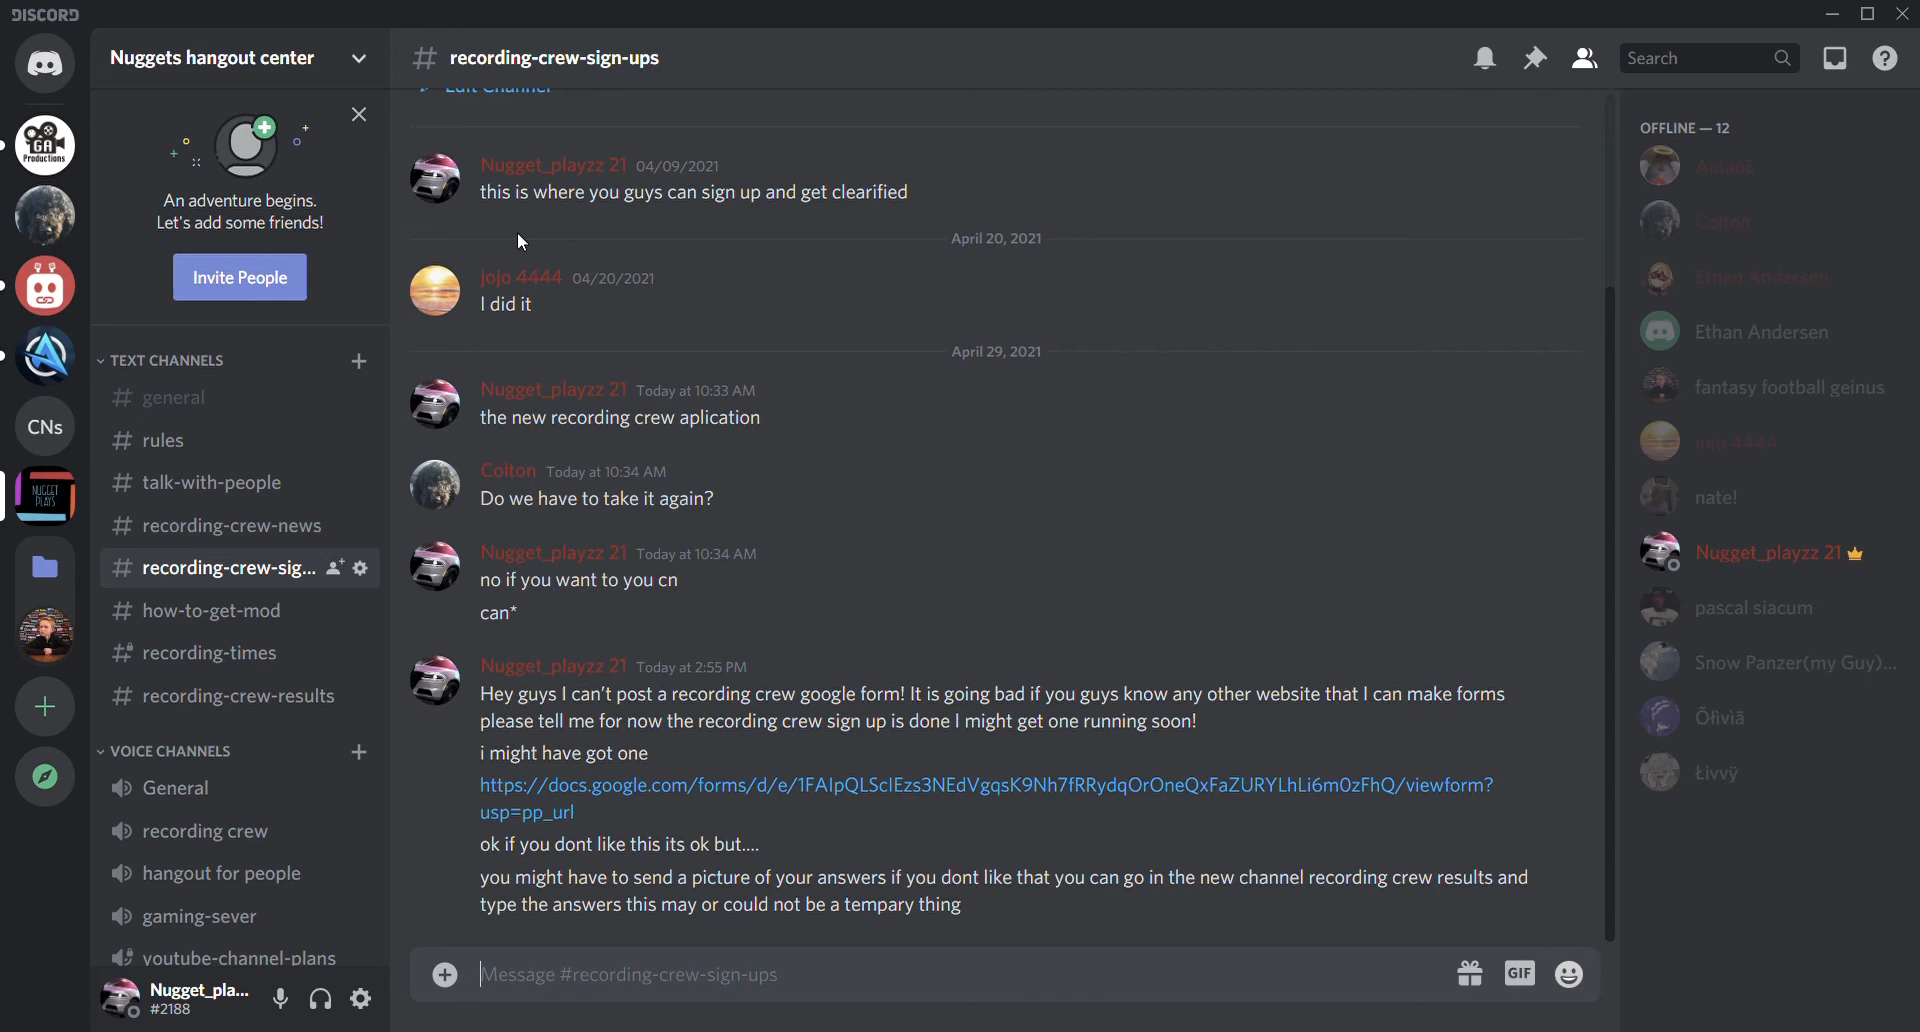 DISCORD
Nuggets hangout center
recording-crew-sign-ups
Search
GA
Productions
CNs
NUGGET
PLAYS
An adventure begins.
Let's add some friends!
Invite People
TEXT CHANNELS
general
rules
talk-with-people
recording-crew-news
recording-crew-sig...
how-to-get-mod
recording-times
recording-crew-results
VOICE CHANNELS
General
recording crew
hangout for people
gaming-sever
youtube-channel-plans
Nugget_pla...
#2188
Edit Channel
Nugget_playzz 21 04/09/2021
this is where you guys can sign up and get clearified
April 20, 2021
jojo 4444 04/20/2021
I did it
April 29, 2021
Nugget_playzz 21 Today at 10:33 AM
the new recording crew aplication
Colton Today at 10:34 AM
Do we have to take it again?
Nugget_playzz 21 Today at 10:34 AM
no if you want to you cn
can*
Nugget_playzz 21 Today at 2:55 PM
Hey guys I can't post a recording crew google form! It is going bad if you guys know any other website that I can make forms
please tell me for now the recording crew sign up is done I might get one running soon!
i might have got one
https://docs.google.com/forms/d/e/1FAIpQLScIEzs3NEdVgqsK9Nh7fRRydqOrOneQxFaZURYLhLi6mOzFhQ/viewform?
usp=pp_url
ok if you dont like this its ok but....
you might have to send a picture of your answers if you dont like that you can go in the new channel recording crew results and
type the answers this may or could not be a tempary thing
Message #recording-crew-sign-ups
GIF
OFFLINE — 12
Colton
Ethan Andersen
Ethan Andersen
fantasy football geinus
jojo 4444
nate!
Nugget_playzz 21
pascal siacum
Snow Panzer(my Guy)...